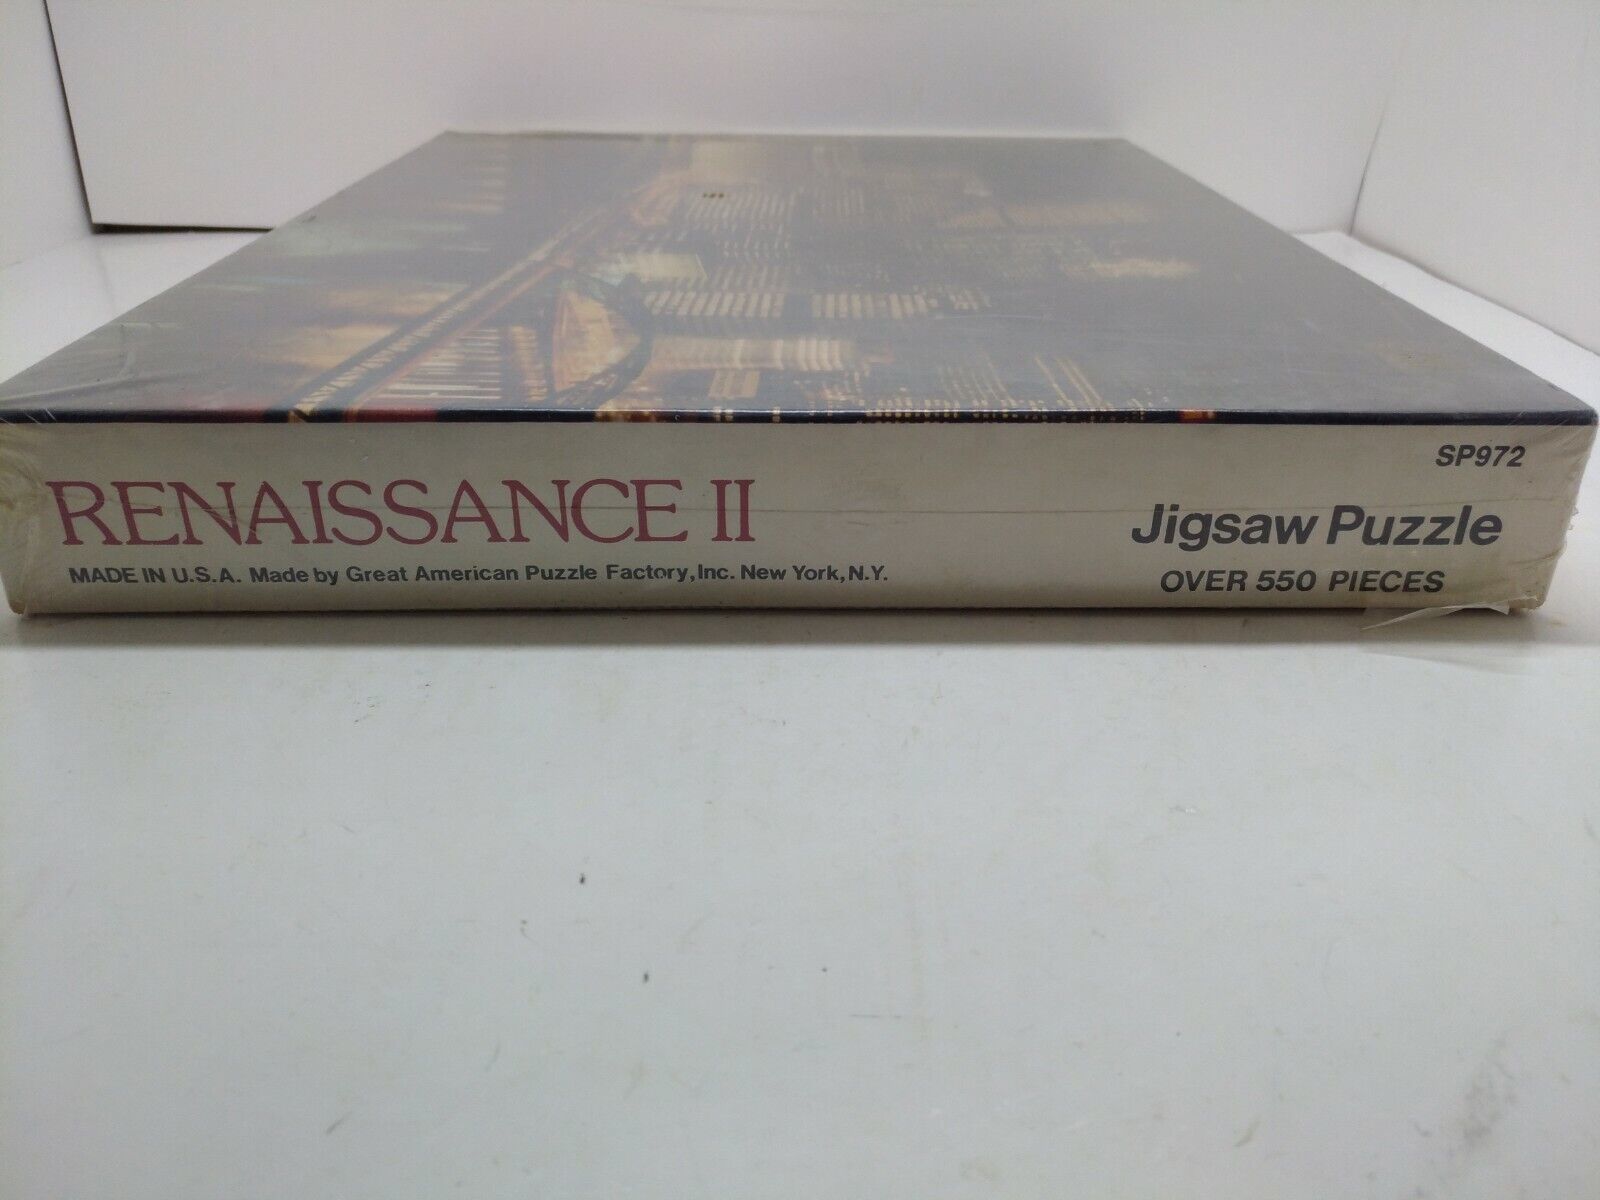 SP972
RENAISSANCE II
Jigsaw Puzzle
MADE IN U.S.A. Made by Great American Puzzle Factory, Inc. New York, N.Y.
OVER 550 PIECES